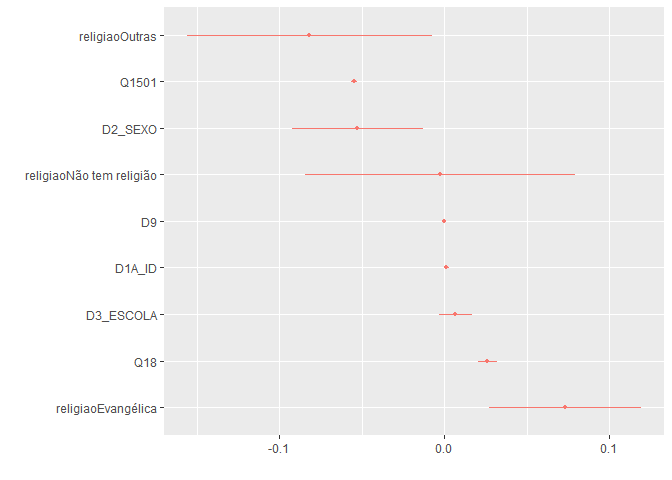 religiaoOutras
Q1501
D2_SEXO
religiaoNão tem religião
D9
D1A_ID
D3_ESCOLA
Q18
religiaoEvangélica
-0.1 0.0 0.1